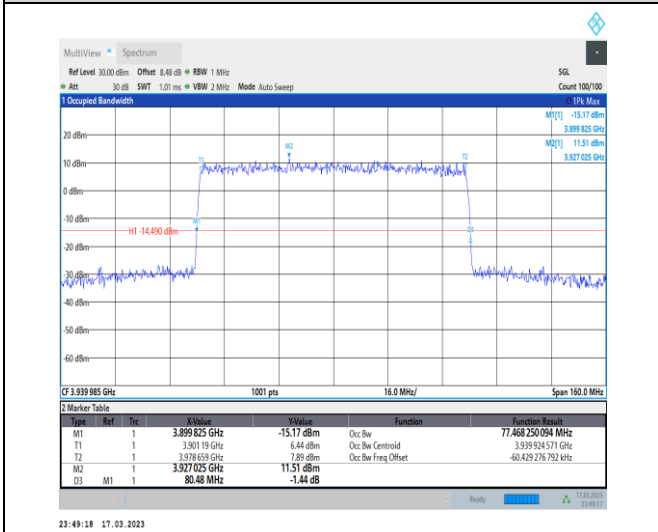 MultiView Spectrum
Ref Level 30.00 dBm Offset 8.48 dB RBW 1 MHz SGL
Att 30 dB SWT 1.01 ms VBW 2 MHz Mode Auto Sweep Count 100/100
1 Occupied Bandwidth 1Pk Max
M1[1] -15.17 dBm
3.899 825 GHz
M2[1] 11.51 dBm
3.927 025 GHz
20 dBm
M2
T1
T2
10 dBm
0 dBm
-10 dBm
M1
H1 -14.490 dBm
D3
-20 dBm
-30 dBm
-40 dBm
-50 dBm
-60 dBm
CF 3.939 985 GHz 1001 pts 16.0 MHz/ Span 160.0 MHz
2 Marker Table
Type Ref Trc X-Value Y-Value Function Function Result
M1 1 3.899 825 GHz -15.17 dBm Occ Bw 77.468 250 094 MHz
T1 1 3.901 19 GHz 6.44 dBm Occ Bw Centroid 3.939 924 571 GHz
T2 1 3.978 659 GHz 7.89 dBm Occ Bw Freq Offset -60.429 276 792 kHz
M2 1 3.927 025 GHz 11.51 dBm
D3 M1 1 80.48 MHz -1.44 dB
Ready 17.03.2023
23:49:17
23:49:18 17.03.2023